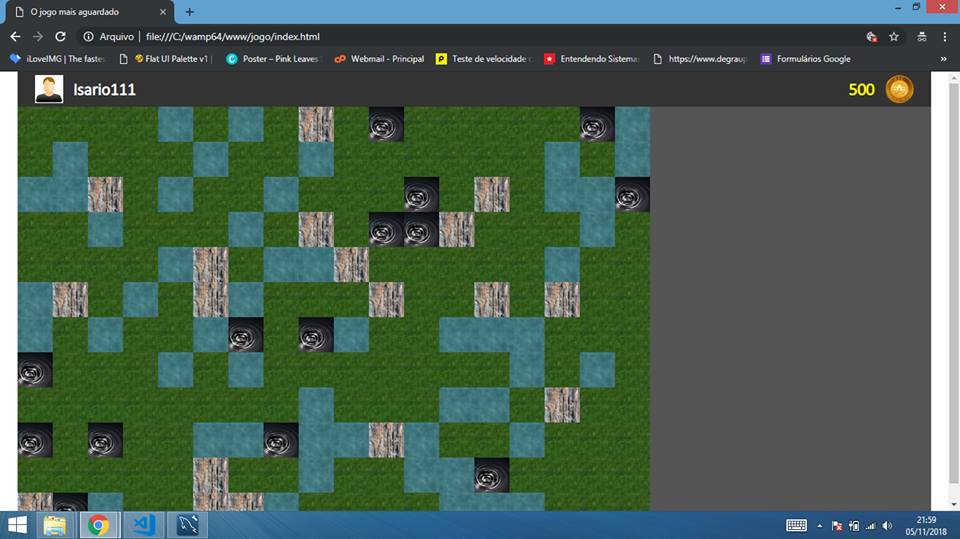 O jogo mais aguardado
Arquivo | file:///C:/wamp64/www/jogo/index.html
iLoveIMG | The fastes
Flat UI Palette v1 |
Poster – Pink Leaves
Webmail - Principal
Teste de velocidade
Entendendo Sistema
https://www.degraup
Formulários Google
»
Isario111
500
21:59
05/11/2018